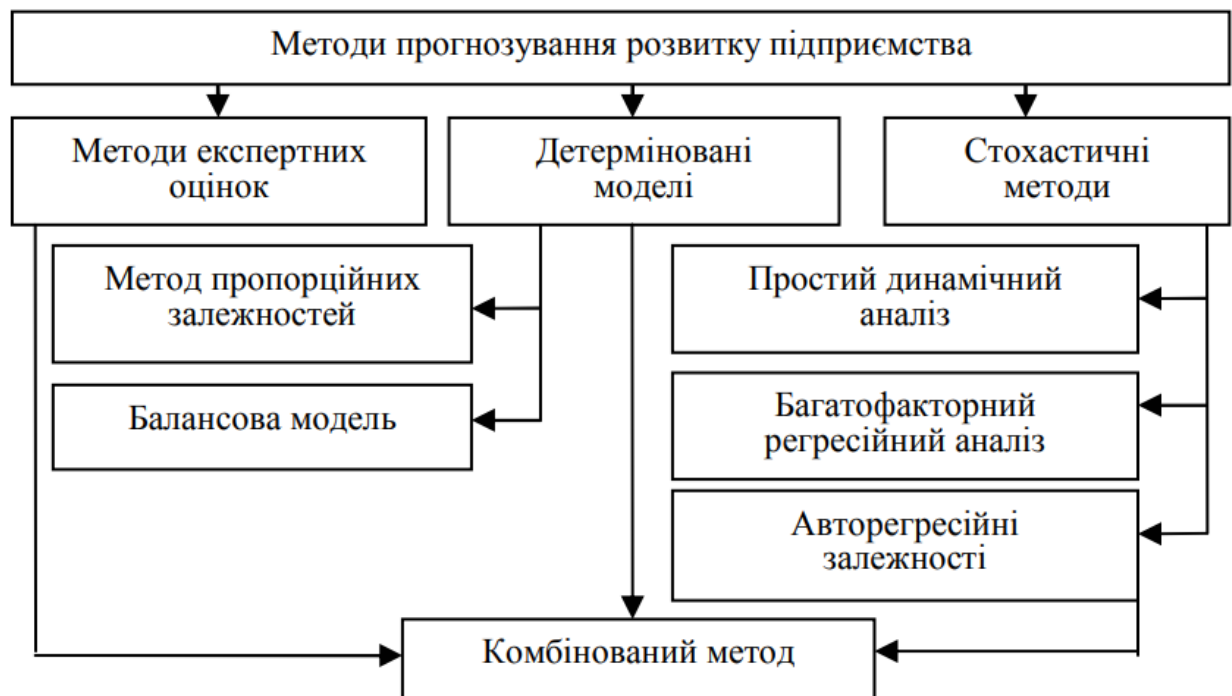 Методи прогнозування розвитку підприємства
Методи експертних
оцінок
Детерміновані
моделі
Стохастичні
методи
Метод пропорційних
залежностей
Балансова модель
Простий динамічний
аналіз
Багатофакторний
регресійний аналіз
Авторегресійні
залежності
Комбінований метод